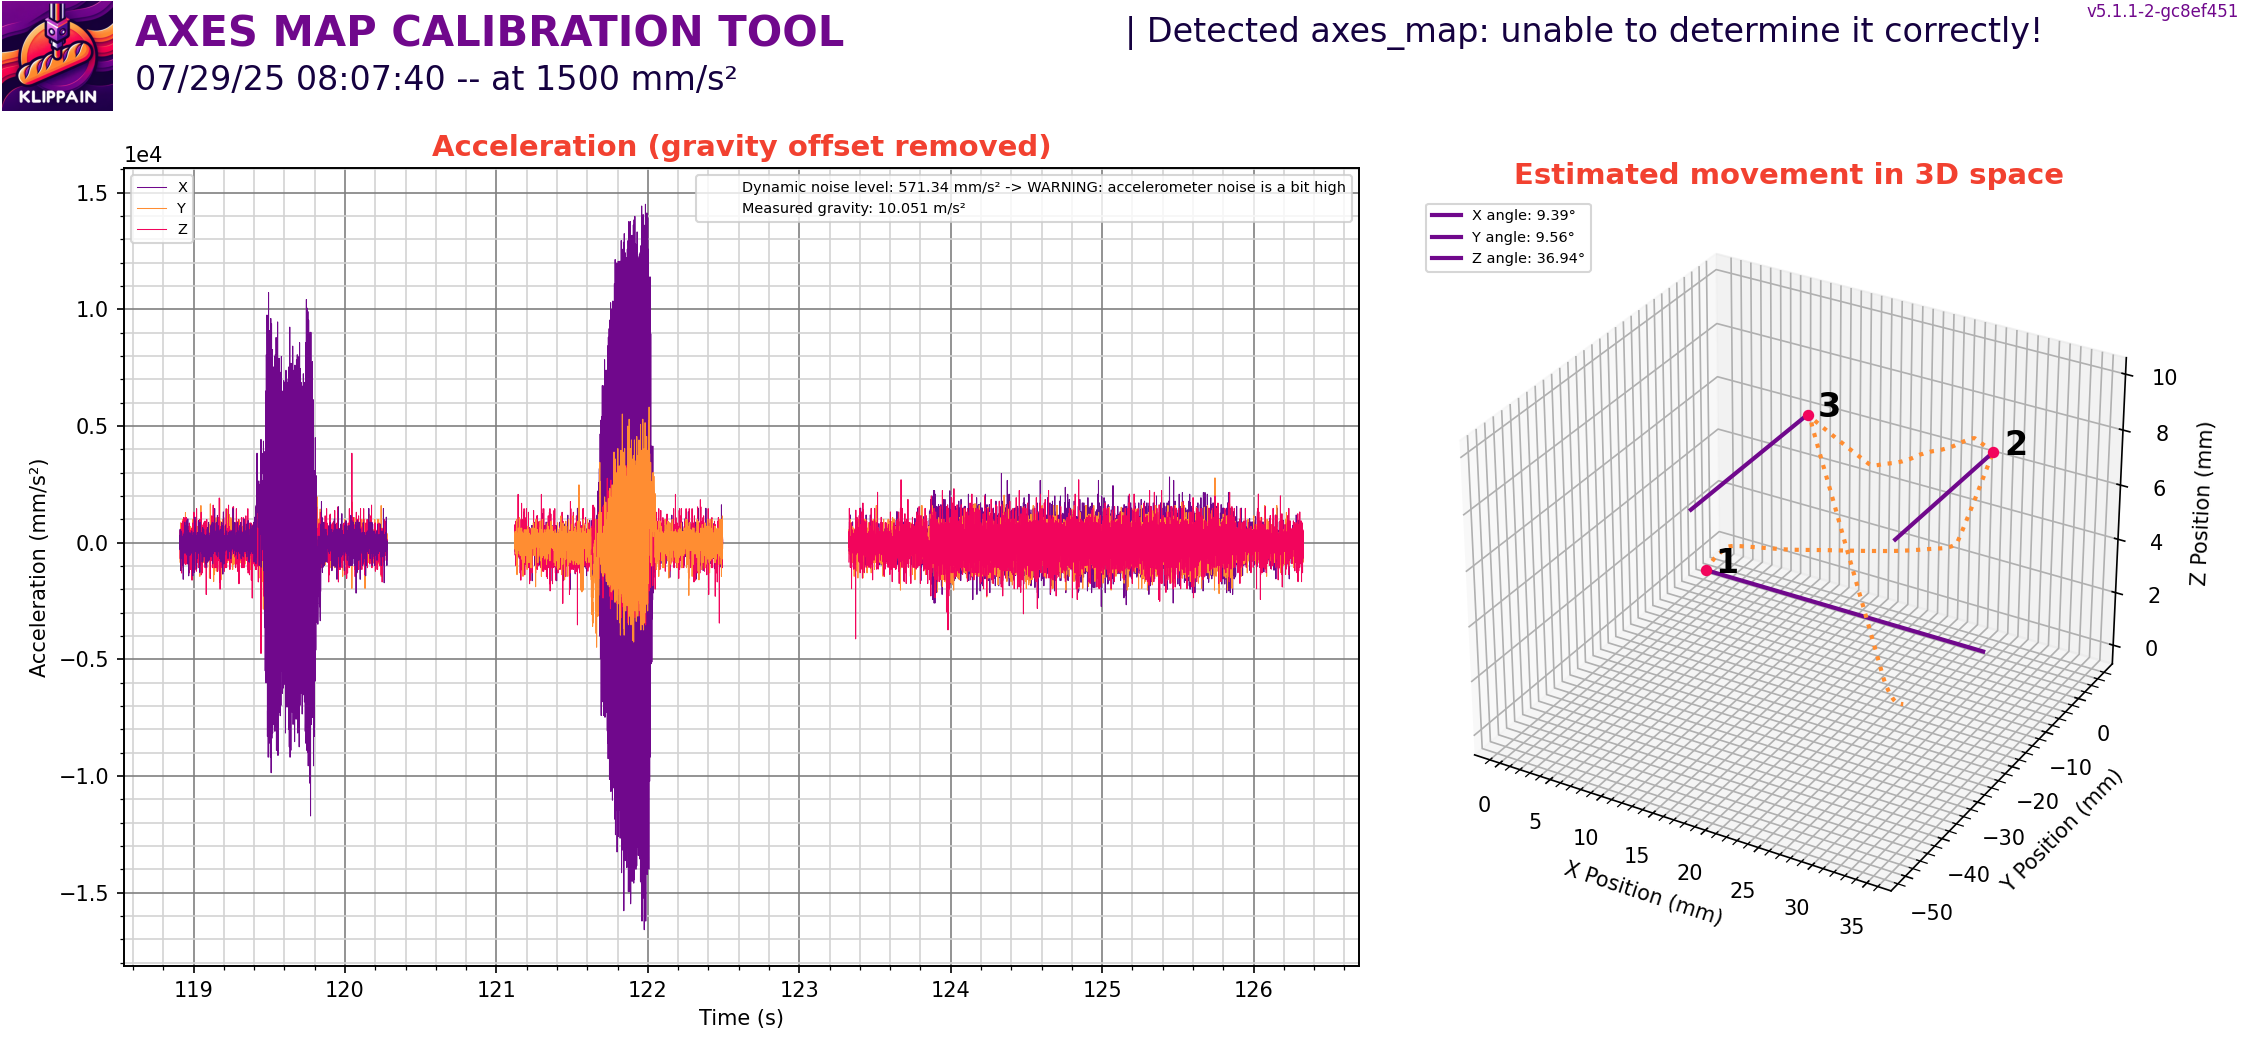 AXES MAP CALIBRATION TOOL
| Detected axes_map: unable to determine it correctly!
v5.1.1-2-gc8ef451
07/29/25 08:07:40 -- at 1500 mm/s²
KLIPPAIN
Acceleration (gravity offset removed)
1e4
X
Y
Z
Dynamic noise level: 571.34 mm/s² -> WARNING: accelerometer noise is a bit high
Measured gravity: 10.051 m/s²
1.5
1.0
0.5
0.0
−0.5
−1.0
−1.5
Acceleration (mm/s²)
119
120
121
122
123
124
125
126
Time (s)
Estimated movement in 3D space
X angle: 9.39°
Y angle: 9.56°
Z angle: 36.94°
3
2
1
10
8
6
4
2
0
Z Position (mm)
0
−10
−20
−30
−40
−50
Y Position (mm)
0
5
10
15
20
25
30
35
X Position (mm)